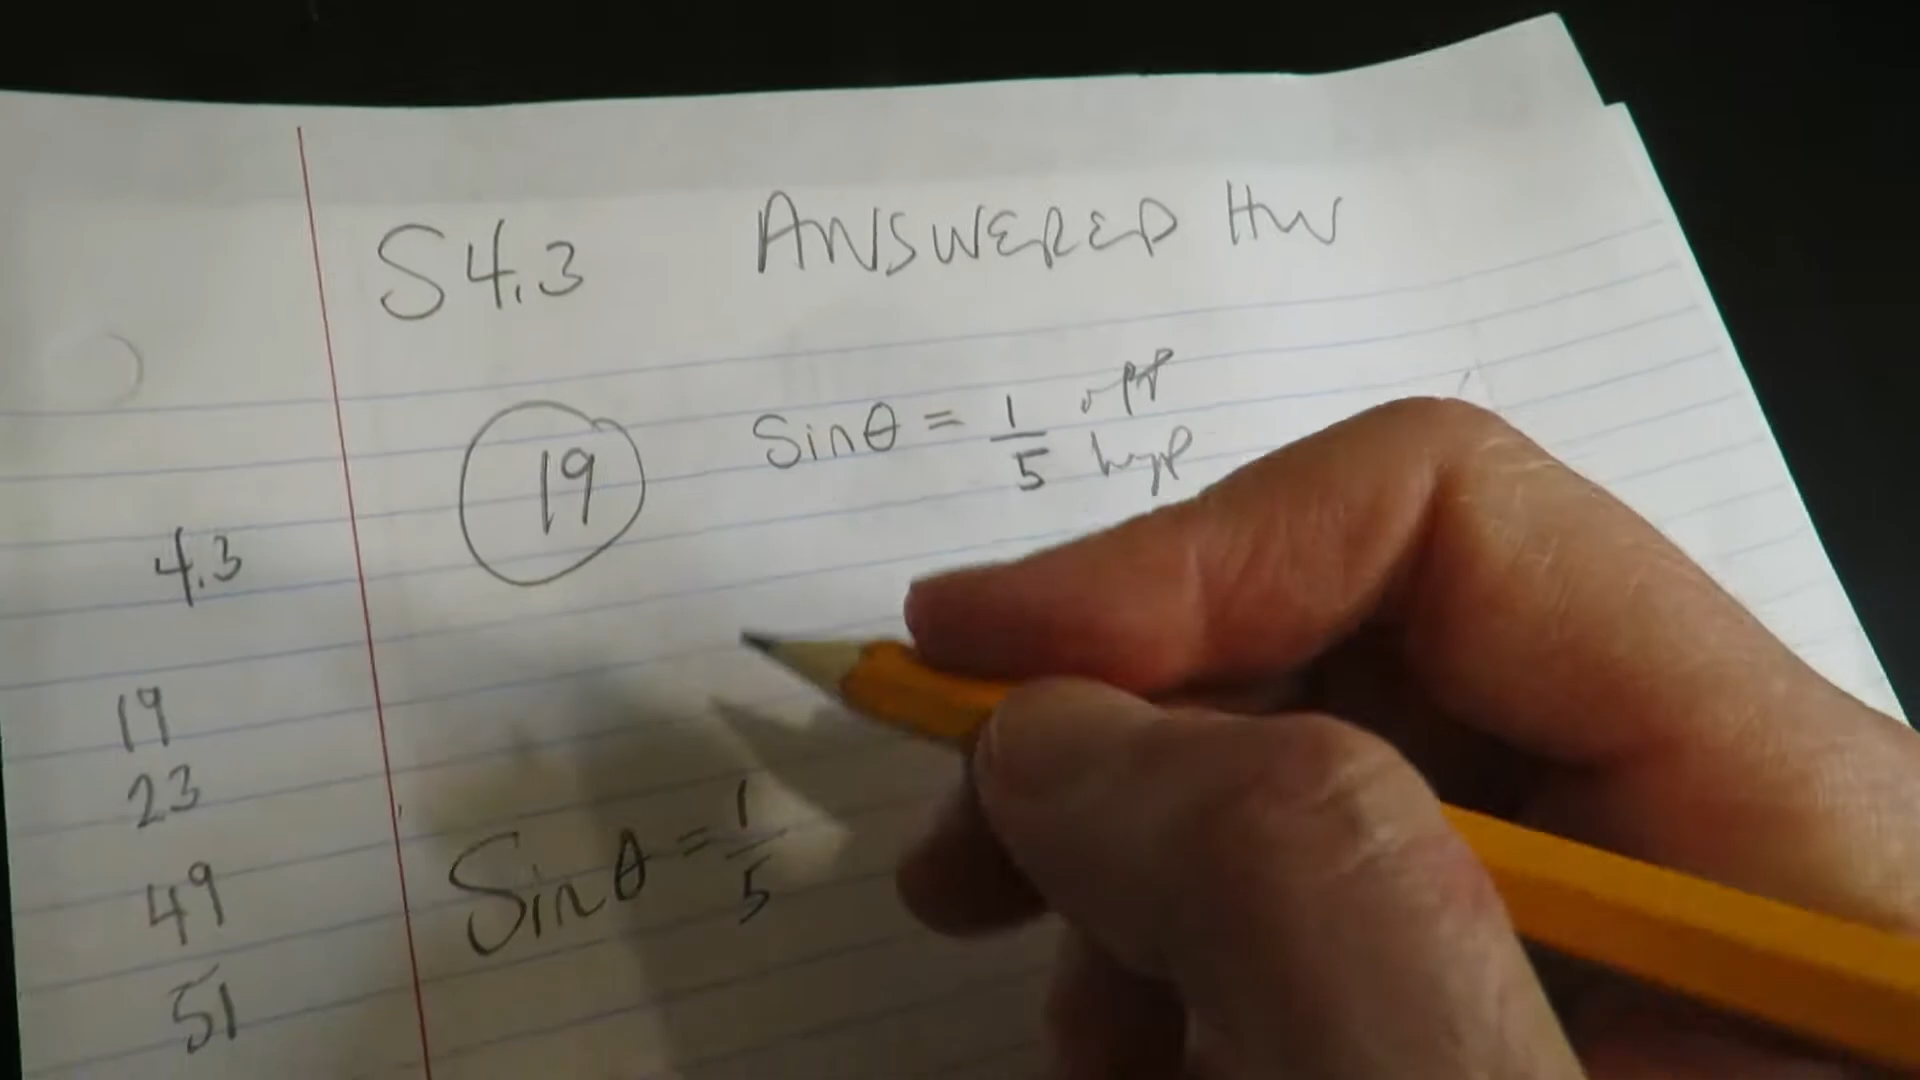 S4.3 ANSWERED HW
19 Sinθ = 1/5 opp/hyp
4.3
19
23
Sinθ = 1/5
49
51